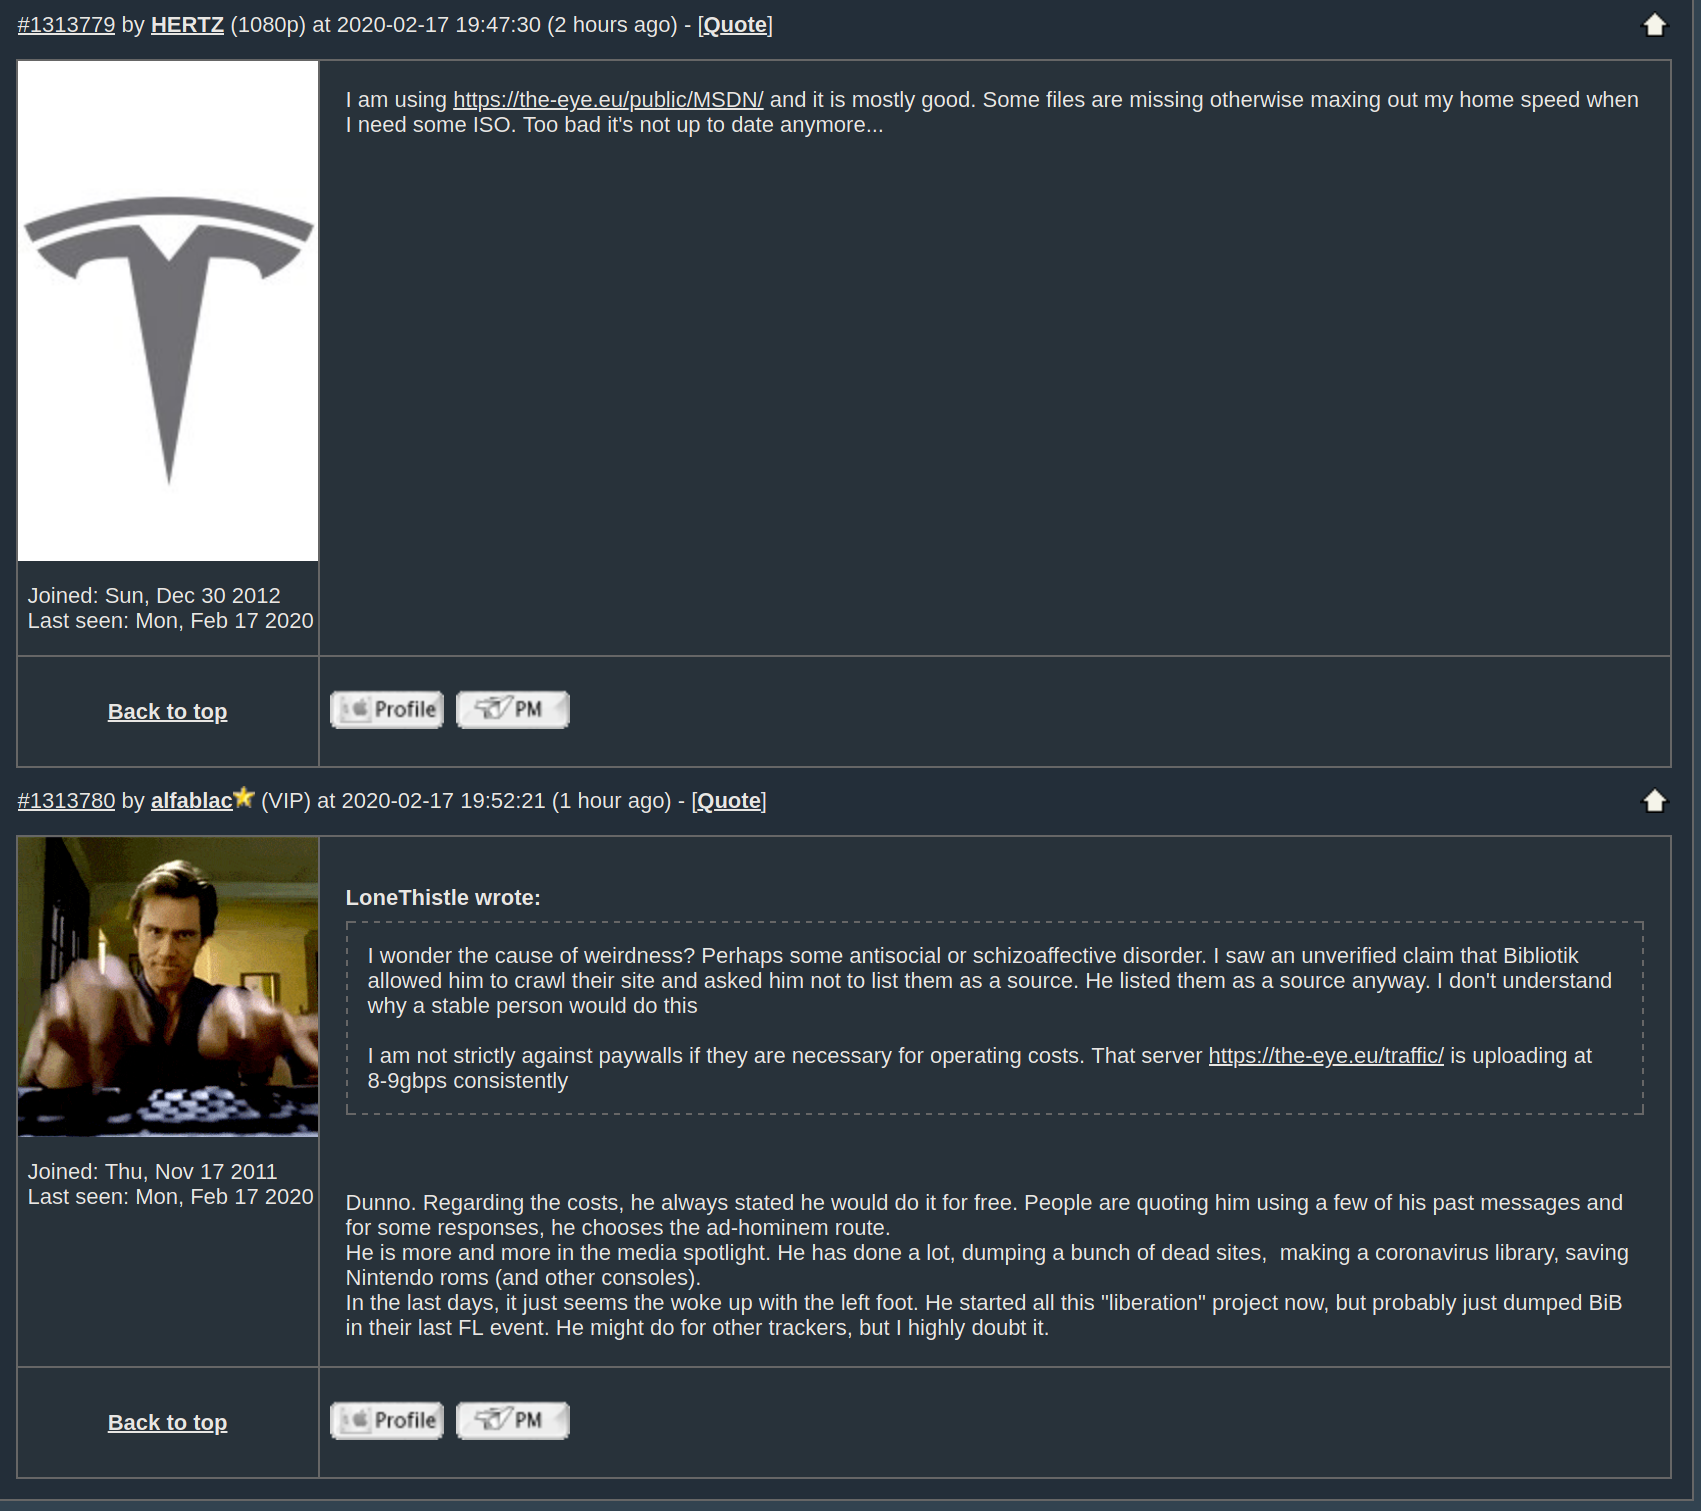 #1313779 by HERTZ (1080p) at 2020-02-17 19:47:30 (2 hours ago) - [Quote]
I am using https://the-eye.eu/public/MSDN/ and it is mostly good. Some files are missing otherwise maxing out my home speed when
I need some ISO. Too bad it's not up to date anymore...
Joined: Sun, Dec 30 2012
Last seen: Mon, Feb 17 2020
Back to top
Profile PM
#1313780 by alfablac (VIP) at 2020-02-17 19:52:21 (1 hour ago) - [Quote]
LoneThistle wrote:
I wonder the cause of weirdness? Perhaps some antisocial or schizoaffective disorder. I saw an unverified claim that Bibliotik
allowed him to crawl their site and asked him not to list them as a source. He listed them as a source anyway. I don't understand
why a stable person would do this
I am not strictly against paywalls if they are necessary for operating costs. That server https://the-eye.eu/traffic/ is uploading at
8-9gbps consistently
Joined: Thu, Nov 17 2011
Last seen: Mon, Feb 17 2020
Dunno. Regarding the costs, he always stated he would do it for free. People are quoting him using a few of his past messages and
for some responses, he chooses the ad-hominem route.
He is more and more in the media spotlight. He has done a lot, dumping a bunch of dead sites,  making a coronavirus library, saving
Nintendo roms (and other consoles).
In the last days, it just seems the woke up with the left foot. He started all this "liberation" project now, but probably just dumped BiB
in their last FL event. He might do for other trackers, but I highly doubt it.
Back to top
Profile PM